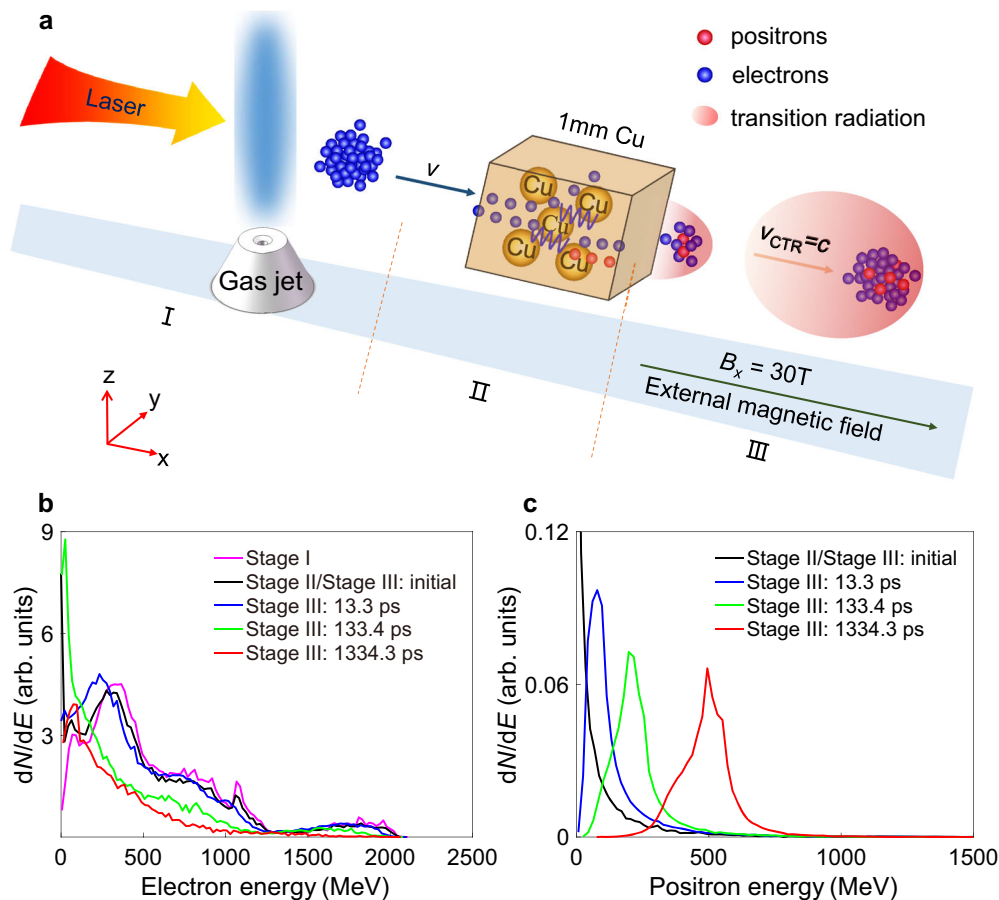 a
positrons
electrons
transition radiation
Laser
1mm Cu
v
Cu
Cu
Cu
Cu
Cu
vCTR=c
Gas jet
I
II
III
Bx = 30T
External magnetic field
z
y
x
b
9
6
3
0
dN/dE (arb. units)
Stage I
Stage II/Stage III: initial
Stage III: 13.3 ps
Stage III: 133.4 ps
Stage III: 1334.3 ps
0 500 1000 1500 2000 2500
Electron energy (MeV)
c
0.12
0.06
0
dN/dE (arb. units)
Stage II/Stage III: initial
Stage III: 13.3 ps
Stage III: 133.4 ps
Stage III: 1334.3 ps
0 500 1000 1500
Positron energy (MeV)